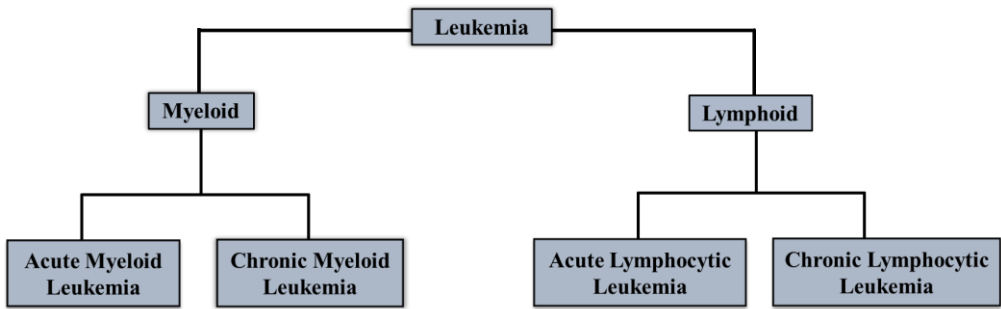 Leukemia
Myeloid
Lymphoid
Acute Myeloid
Leukemia
Chronic Myeloid
Leukemia
Acute Lymphocytic
Leukemia
Chronic Lymphocytic
Leukemia